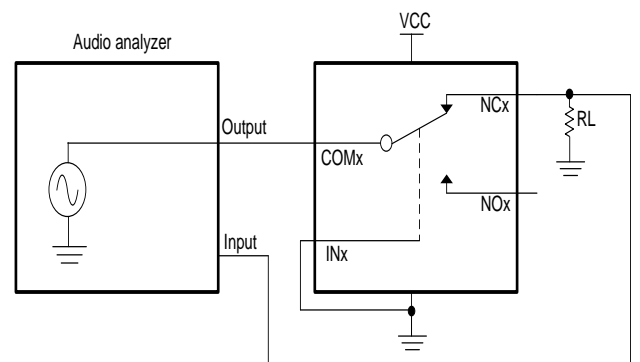 VCC
Audio analyzer
Output
COMx
NCx
RL
NOx
Input
INx